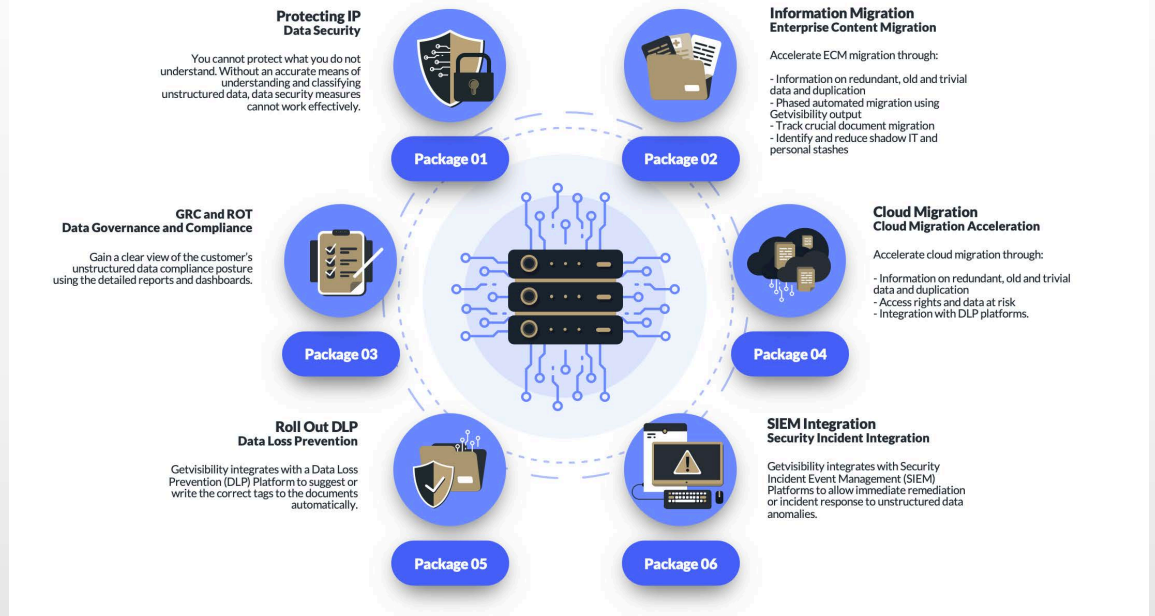 Protecting IP
Data Security
You cannot protect what you do not
understand. Without an accurate means of
understanding and classifying
unstructured data, data security measures
cannot work effectively.
Package 01
Information Migration
Enterprise Content Migration
Accelerate ECM migration through:
- Information on redundant, old and trivial
data and duplication
- Phased automated migration using
Getvisibility output
- Track crucial document migration
- Identify and reduce shadow IT and
personal stashes
Package 02
GRC and ROT
Data Governance and Compliance
Gain a clear view of the customer's
unstructured data compliance posture
using the detailed reports and dashboards.
Package 03
Cloud Migration
Cloud Migration Acceleration
Accelerate cloud migration through:
- Information on redundant, old and trivial
data and duplication
- Access rights and data at risk
- Integration with DLP platforms.
Package 04
Roll Out DLP
Data Loss Prevention
Getvisibility integrates with a Data Loss
Prevention (DLP) Platform to suggest or
write the correct tags to the documents
automatically.
Package 05
SIEM Integration
Security Incident Integration
Getvisibility integrates with Security
Incident Event Management (SIEM)
Platforms to allow immediate remediation
or incident response to unstructured data
anomalies.
Package 06